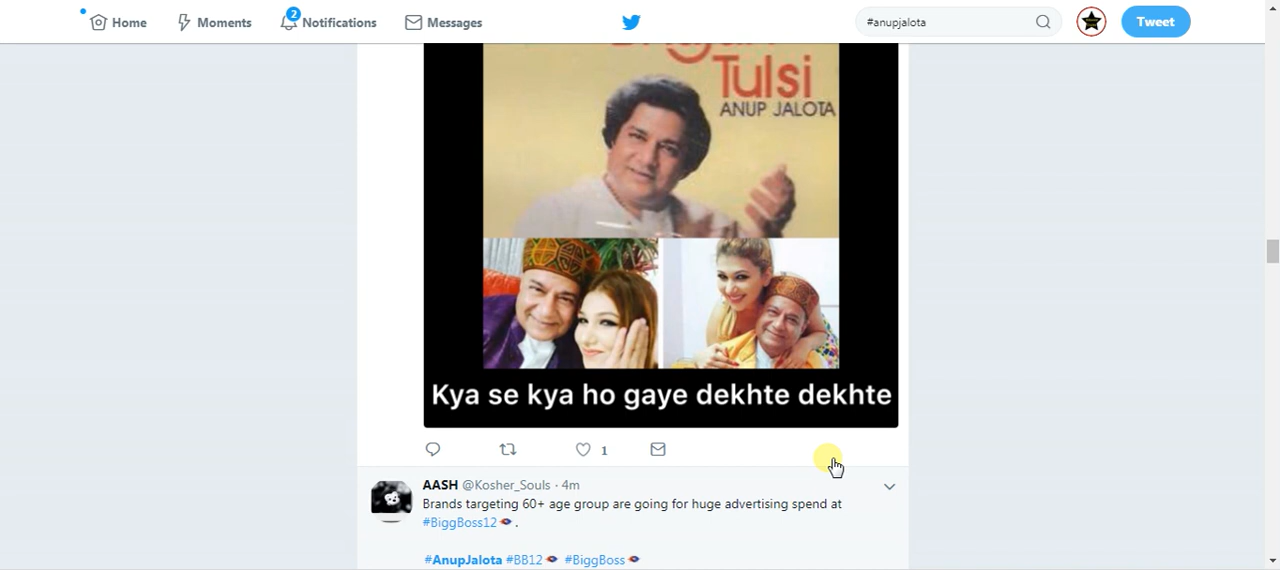 Home
Moments
2
Notifications
Messages
#anupjalota
Tweet
Tulsi
ANUP JALOTA
Kya se kya ho gaye dekhte dekhte
1
AASH @Kosher_Souls · 4m
Brands targeting 60+ age group are going for huge advertising spend at
#BiggBoss12 .
#AnupJalota #BB12 #BiggBoss